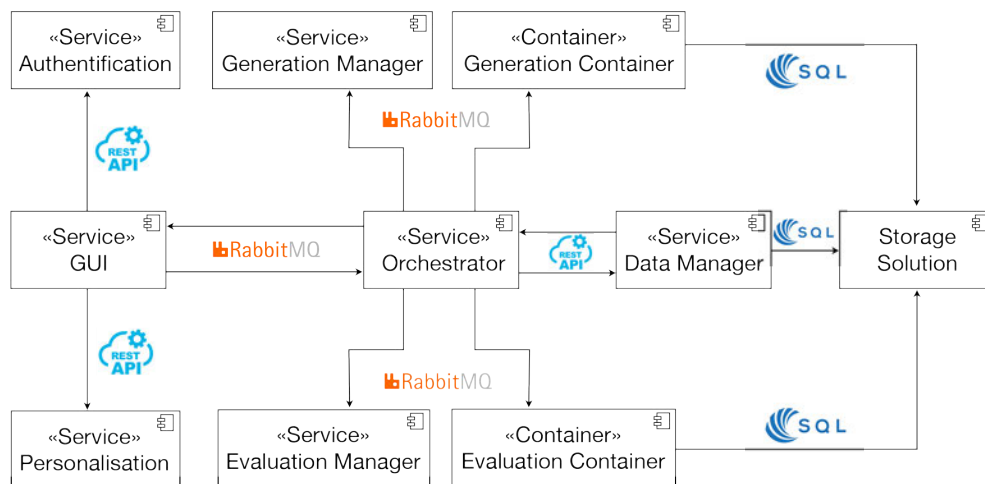 «Service»
Authentification
«Service»
Generation Manager
«Container»
Generation Container
SQL
RabbitMQ
REST
API
«Service»
GUI
RabbitMQ
«Service»
Orchestrator
REST
API
«Service»
Data Manager
SQL
Storage
Solution
REST
API
RabbitMQ
SQL
«Service»
Personalisation
«Service»
Evaluation Manager
«Container»
Evaluation Container